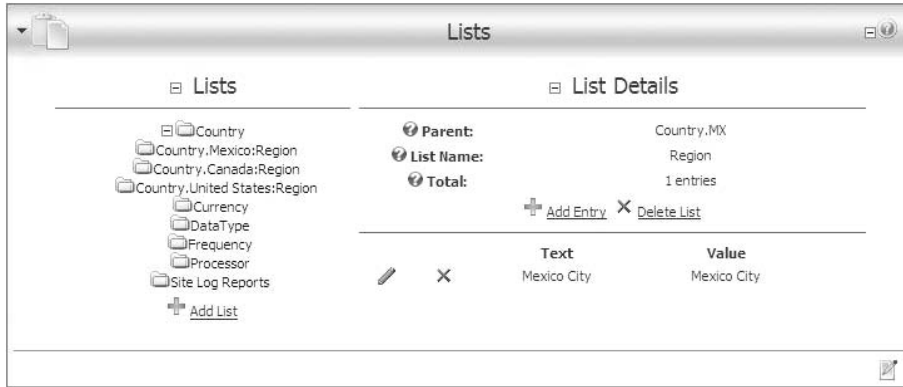 Lists
Lists
Country
Country.Mexico:Region
Country.Canada:Region
Country.United States:Region
Currency
DataType
Frequency
Processor
Site Log Reports
Add List
List Details
Parent: Country.MX
List Name: Region
Total: 1 entries
Add Entry Delete List
Text Value
Mexico City Mexico City